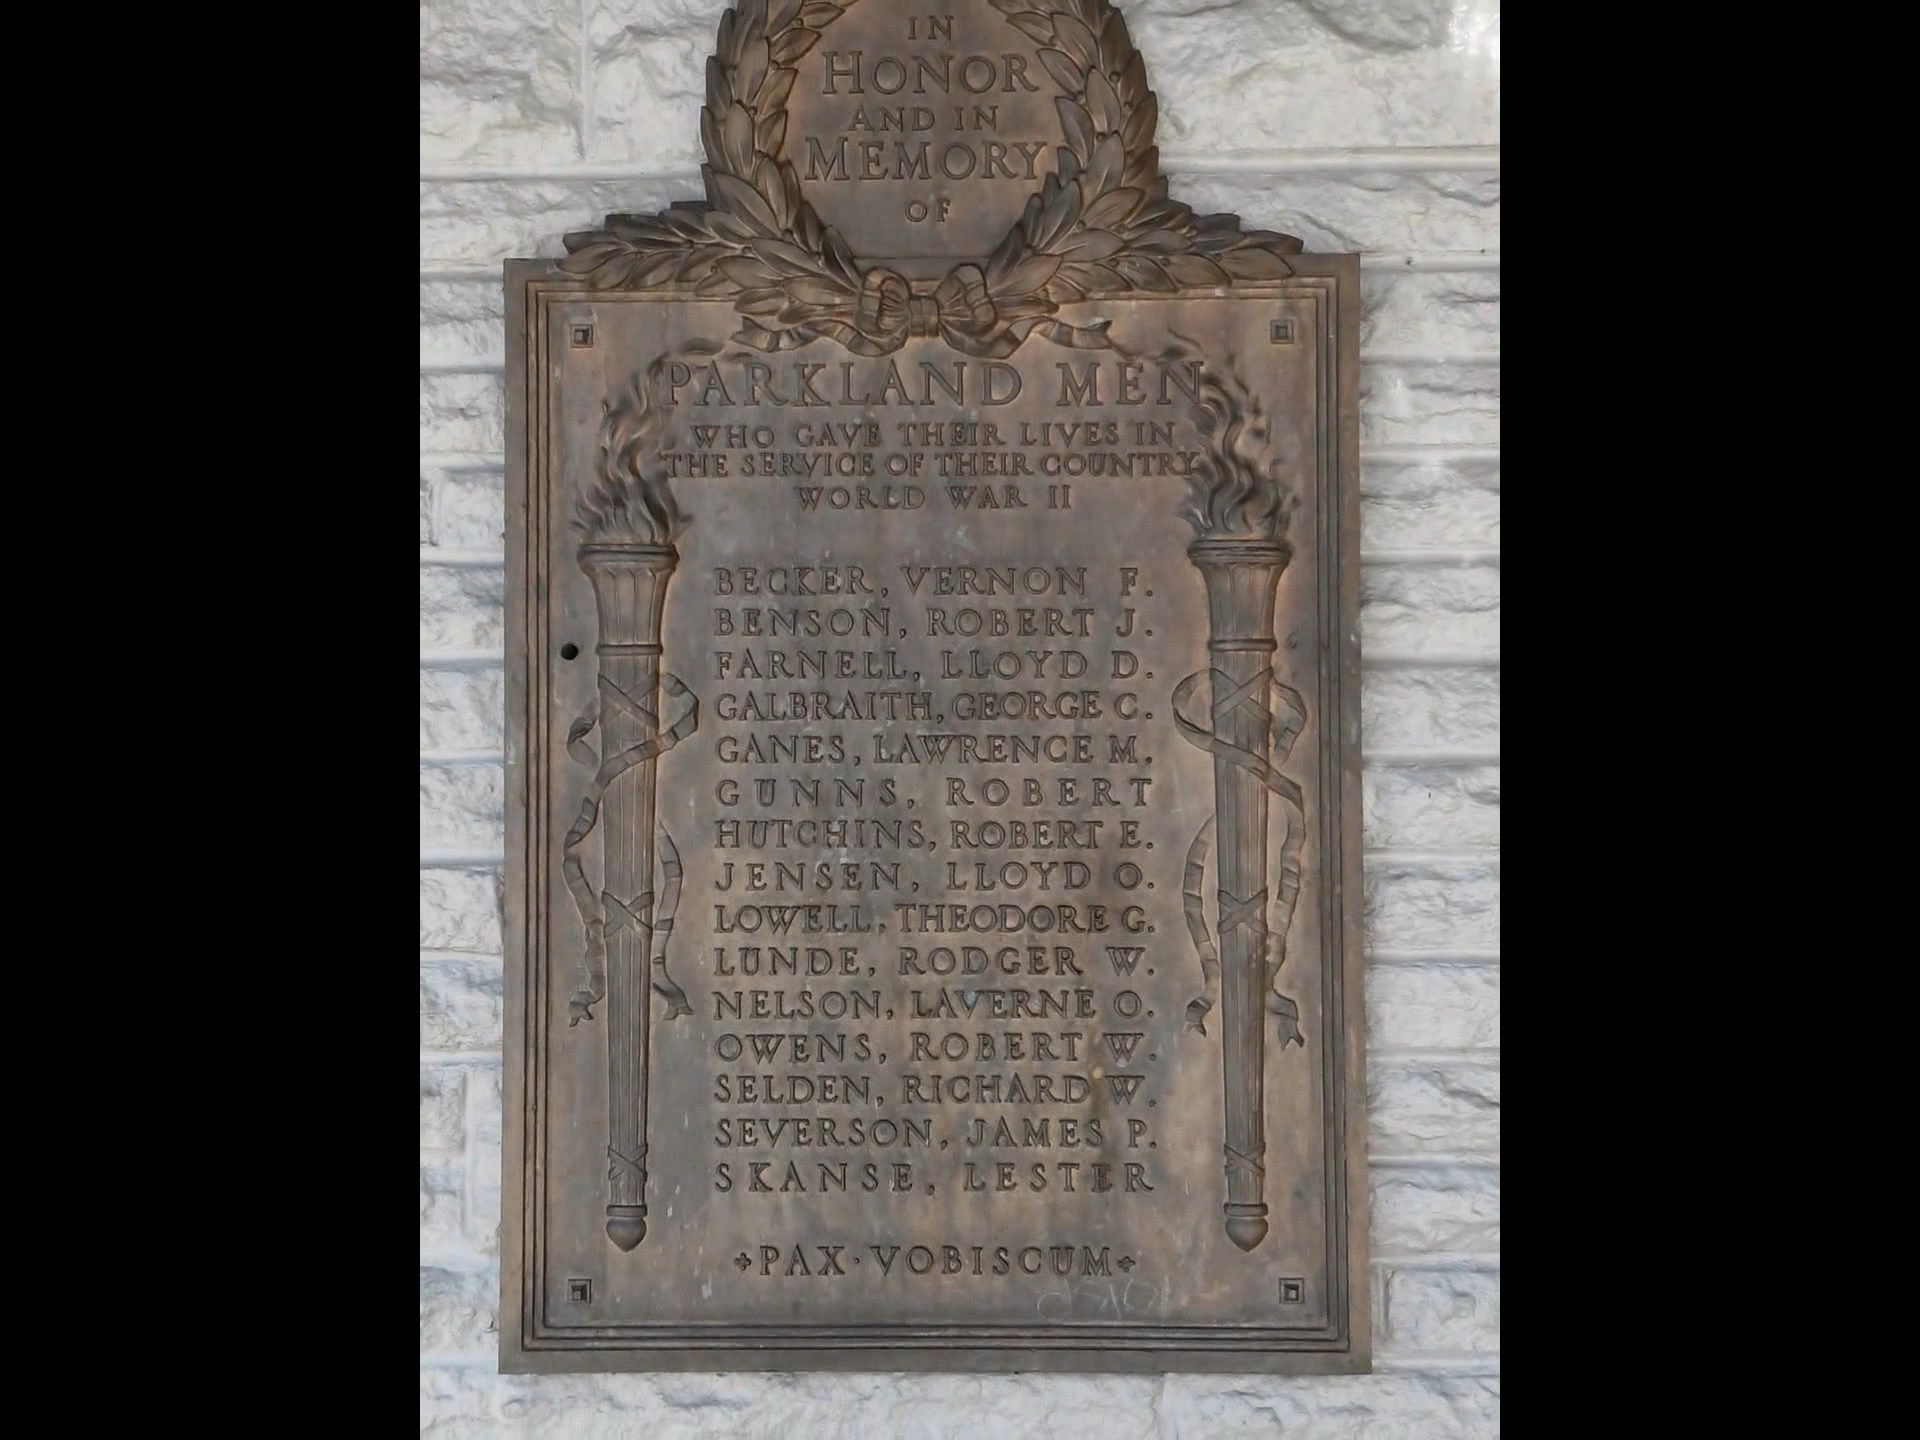 IN
HONOR
AND IN
MEMORY
OF
PARKLAND MEN
WHO GAVE THEIR LIVES IN
THE SERVICE OF THEIR COUNTRY
WORLD WAR II
BECKER, VERNON F.
BENSON, ROBERT J.
FARNELL, LLOYD D.
GALBRAITH, GEORGE C.
GANES, LAWRENCE M.
GUNNS, ROBERT
HUTCHINS, ROBERT E.
JENSEN, LLOYD O.
LOWELL, THEODORE G.
LUNDE, RODGER W.
NELSON, LAVERNE O.
OWENS, ROBERT W.
SELDEN, RICHARD W.
SEVERSON, JAMES P.
SKANSE, LESTER
PAX · VOBISCUM